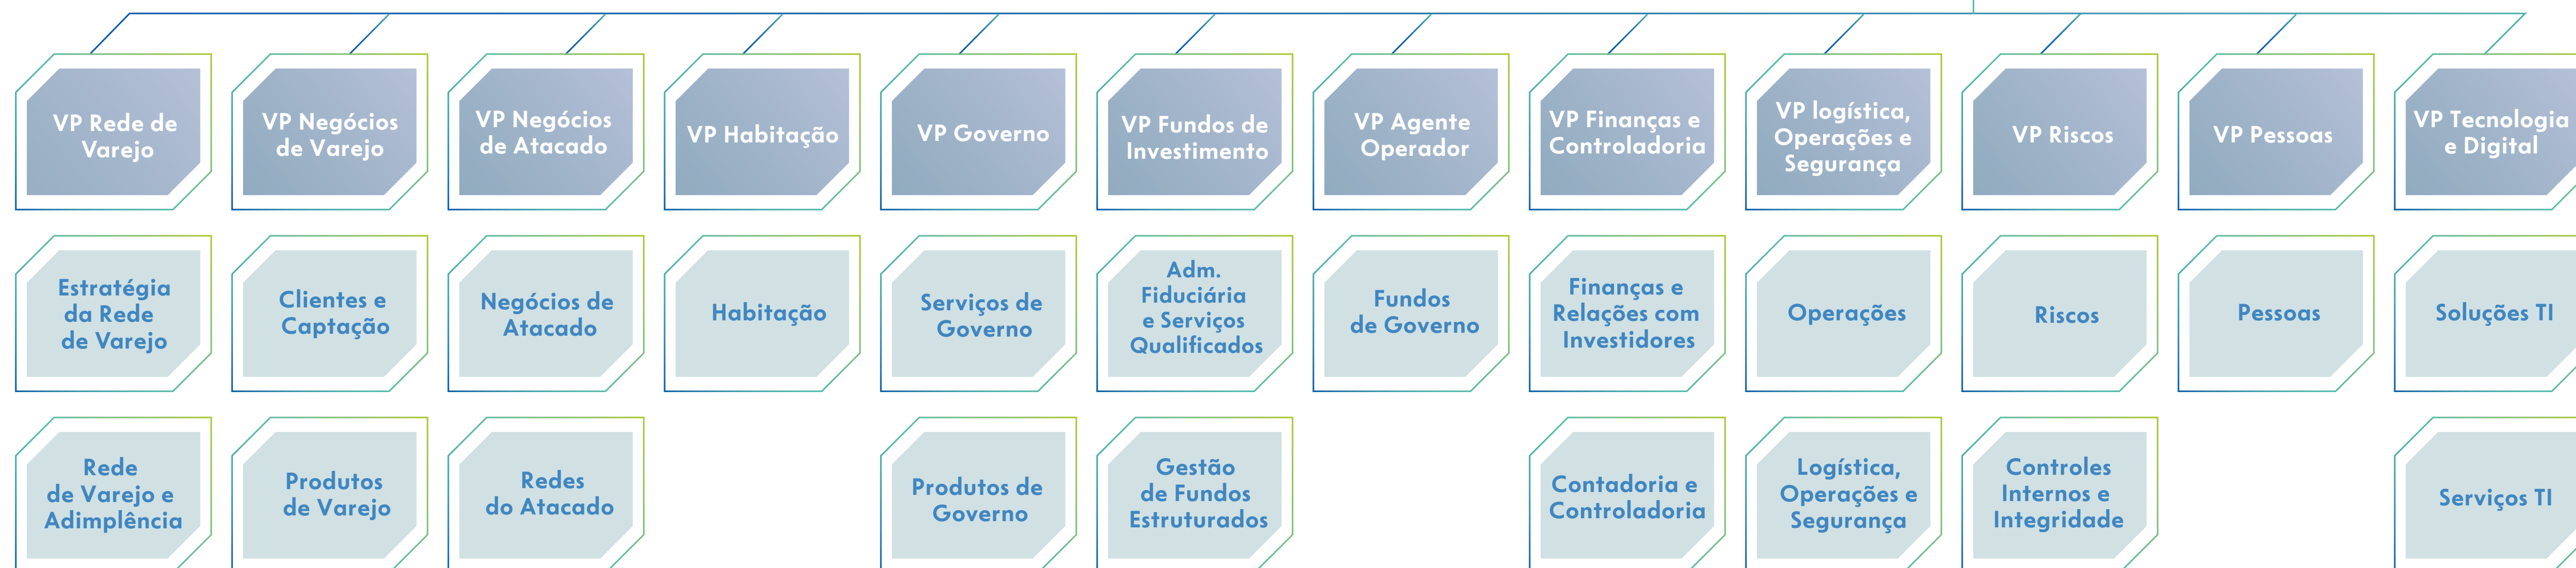 VP Rede de
Varejo
VP Negócios
de Varejo
VP Negócios
de Atacado
VP Habitação
VP Governo
VP Fundos de
Investimento
VP Agente
Operador
VP Finanças e
Controladoria
VP logística,
Operações e
Segurança
VP Riscos
VP Pessoas
VP Tecnologia
e Digital
Estratégia
da Rede
de Varejo
Clientes e
Captação
Negócios de
Atacado
Habitação
Serviços de
Governo
Adm.
Fiduciária
e Serviços
Qualificados
Fundos
de Governo
Finanças e
Relações com
Investidores
Operações
Riscos
Pessoas
Soluções TI
Rede
de Varejo e
Adimplência
Produtos
de Varejo
Redes
do Atacado
Produtos de
Governo
Gestão
de Fundos
Estruturados
Contadoria e
Controladoria
Logística,
Operações e
Segurança
Controles
Internos e
Integridade
Serviços TI